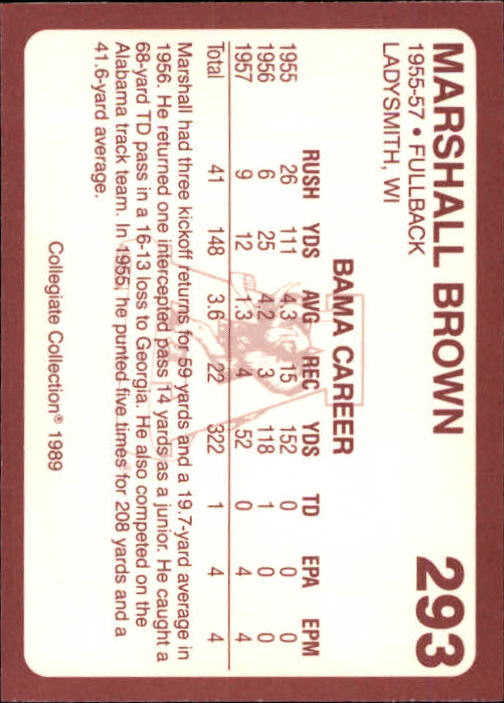 MARSHALL BROWN 293
1955-57 • FULLBACK
LADYSMITH, WI
BAMA CAREER
RUSH YDS AVG REC YDS TD EPA EPM
1955 26 111 4.3 15 152 0 0 0
1956 6 25 4.2 3 118 1 0 0
1957 9 12 1.3 4 52 0 4 4
Total 41 148 3.6 22 322 1 4 4
Marshall had three kickoff returns for 59 yards and a 19.7-yard average in
1956. He returned one intercepted pass 14 yards as a junior. He caught a
68-yard TD pass in a 16-13 loss to Georgia. He also competed on the
Alabama track team. In 1955, he punted five times for 208 yards and a
41.6-yard average.
Collegiate Collection® 1989